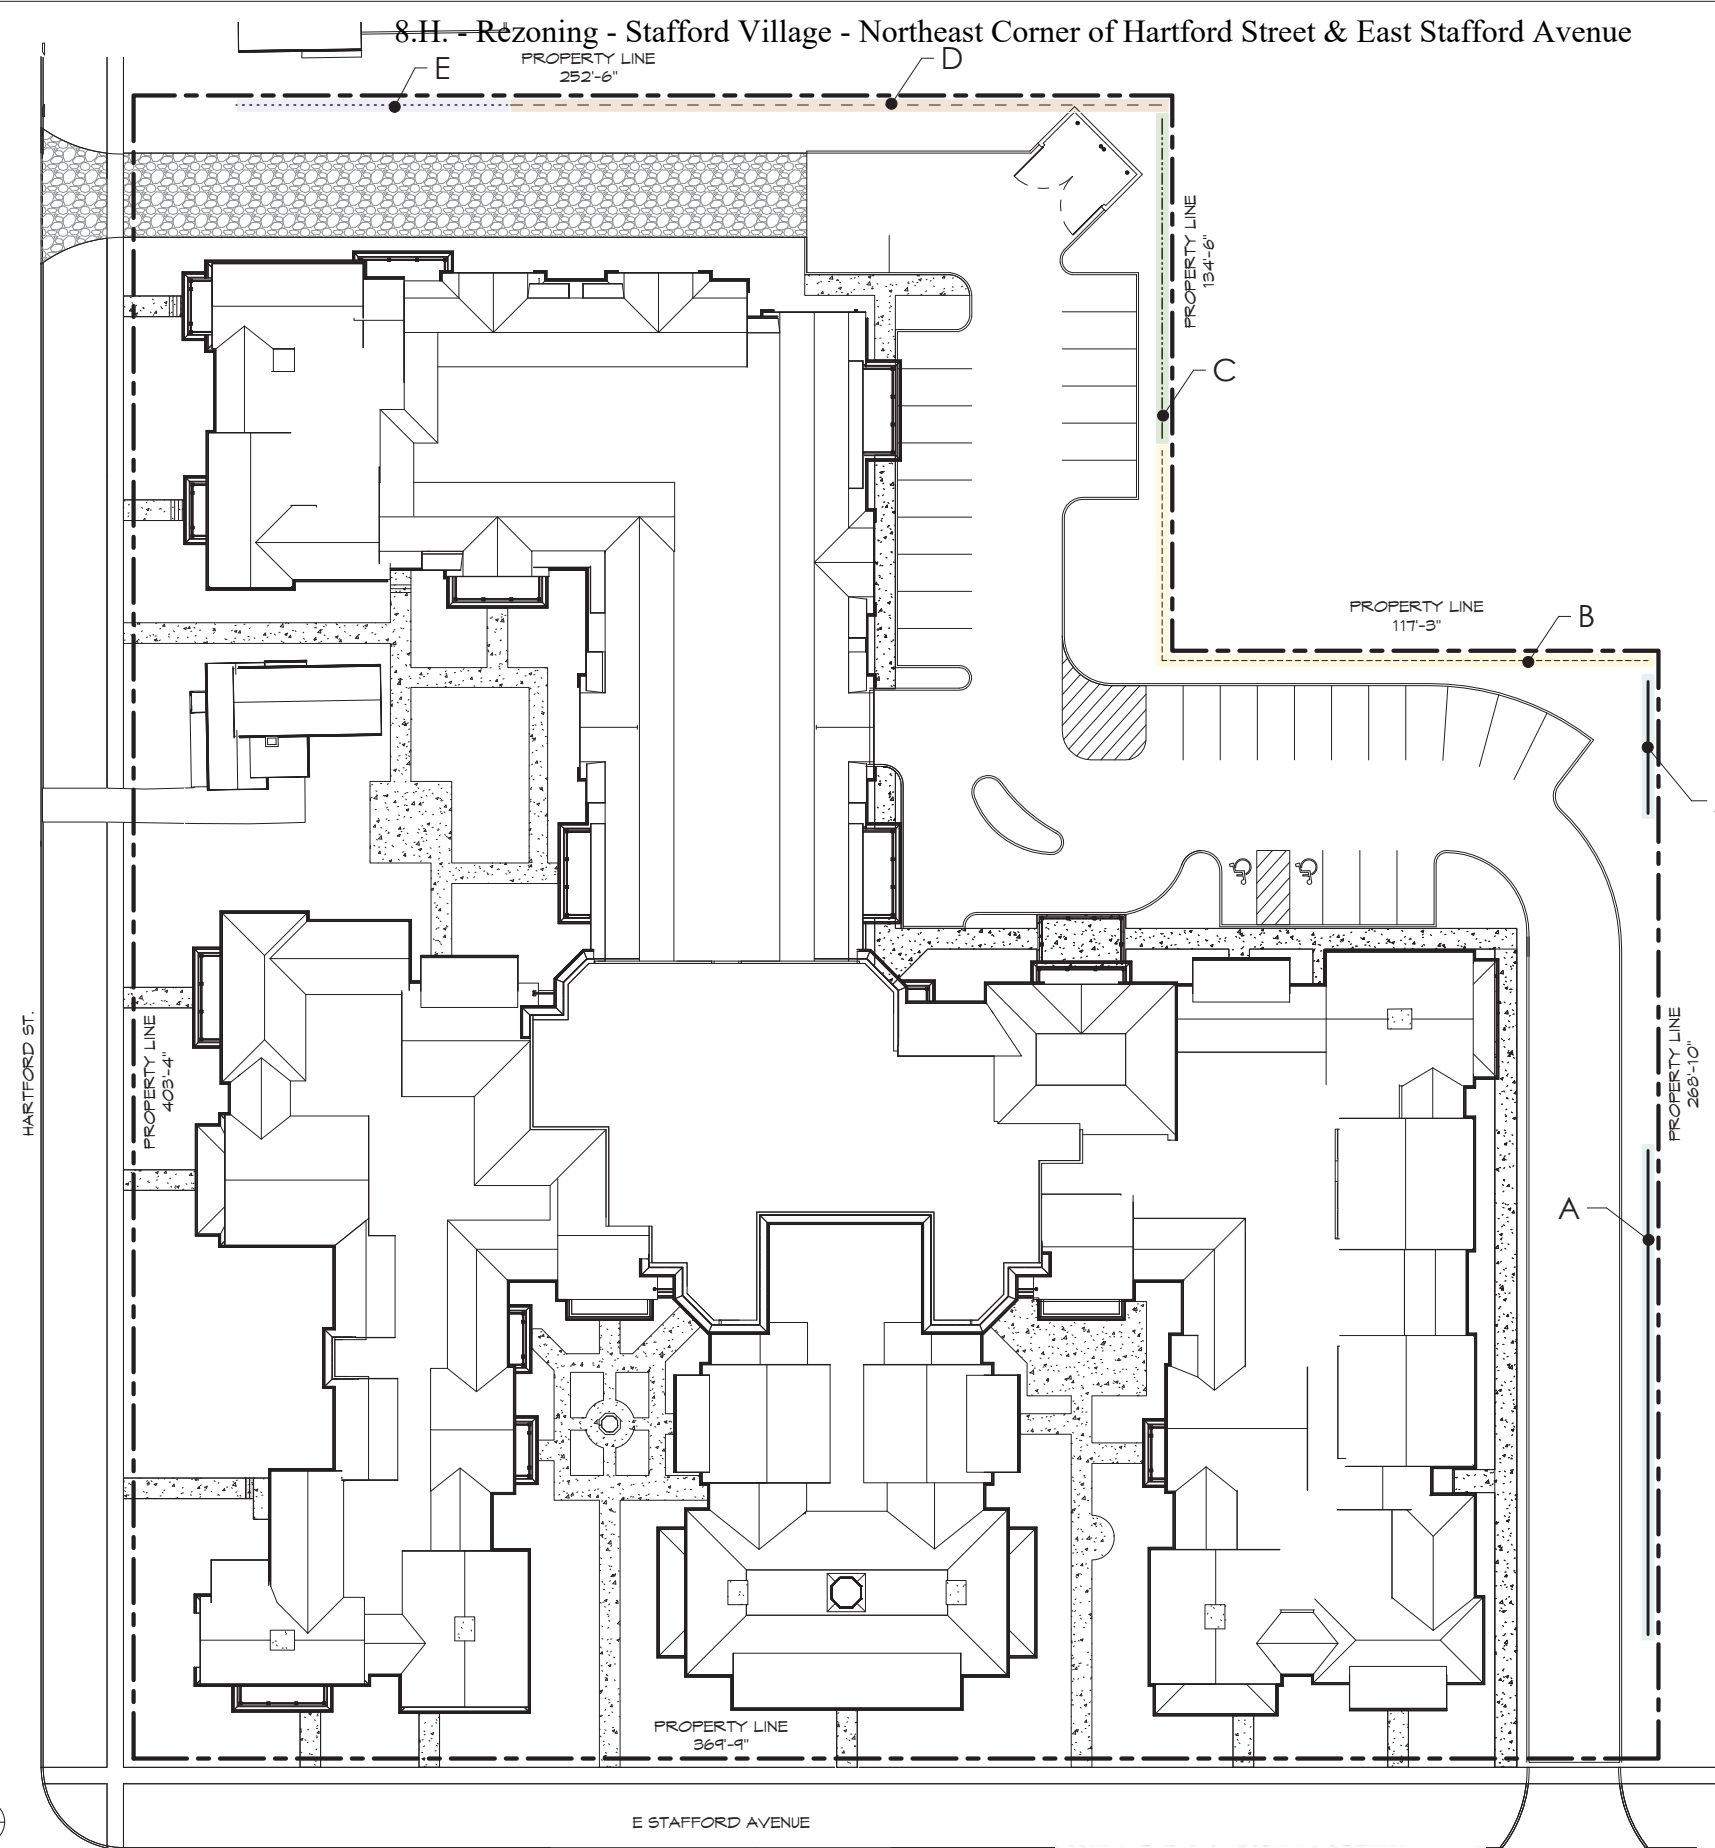 8.H. - Rezoning - Stafford Village - Northeast Corner of Hartford Street & East Stafford Avenue
E
PROPERTY LINE
252'-6"
D
PROPERTY LINE
134'-6"
C
PROPERTY LINE
117'-3"
B
HARTFORD ST.
PROPERTY LINE
403'-4"
PROPERTY LINE
268'-10"
A
PROPERTY LINE
369'-9"
E STAFFORD AVENUE